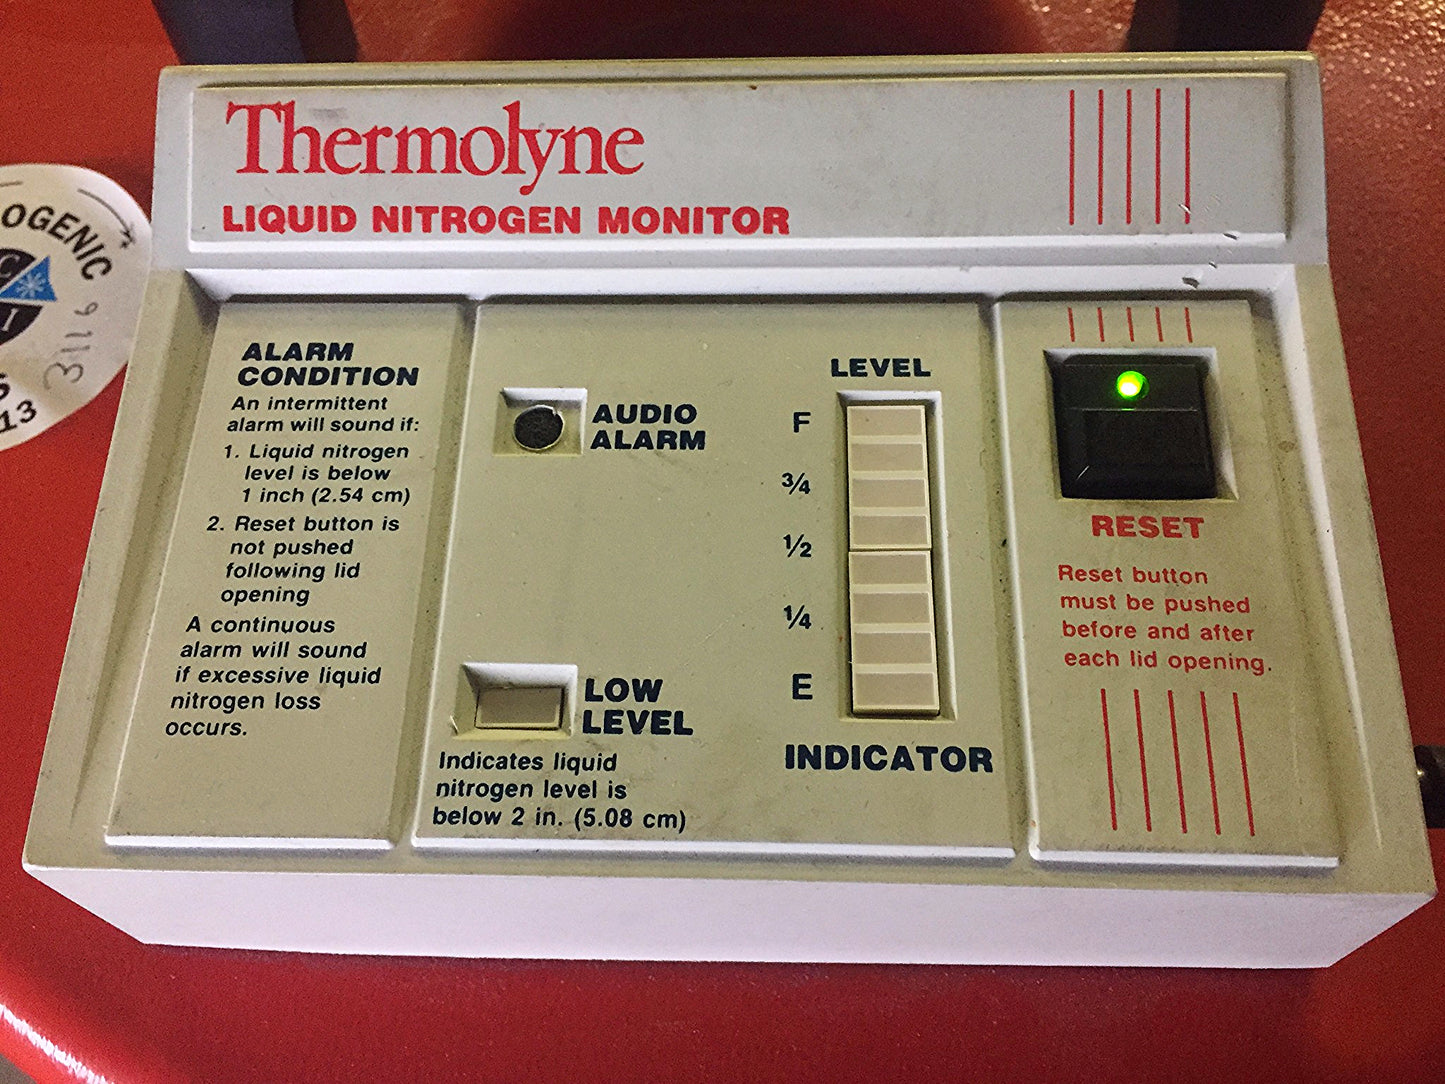 Thermolyne
LIQUID NITROGEN MONITOR
OGENIC
C
I
3116
13
ALARM
CONDITION
An intermittent
alarm will sound if:
1. Liquid nitrogen
level is below
1 inch (2.54 cm)
2. Reset button is
not pushed
following lid
opening
A continuous
alarm will sound
if excessive liquid
nitrogen loss
occurs.
AUDIO
ALARM
LOW
LEVEL
Indicates liquid
nitrogen level is
below 2 in. (5.08 cm)
LEVEL
F
3/4
1/2
1/4
E
INDICATOR
RESET
Reset button
must be pushed
before and after
each lid opening.